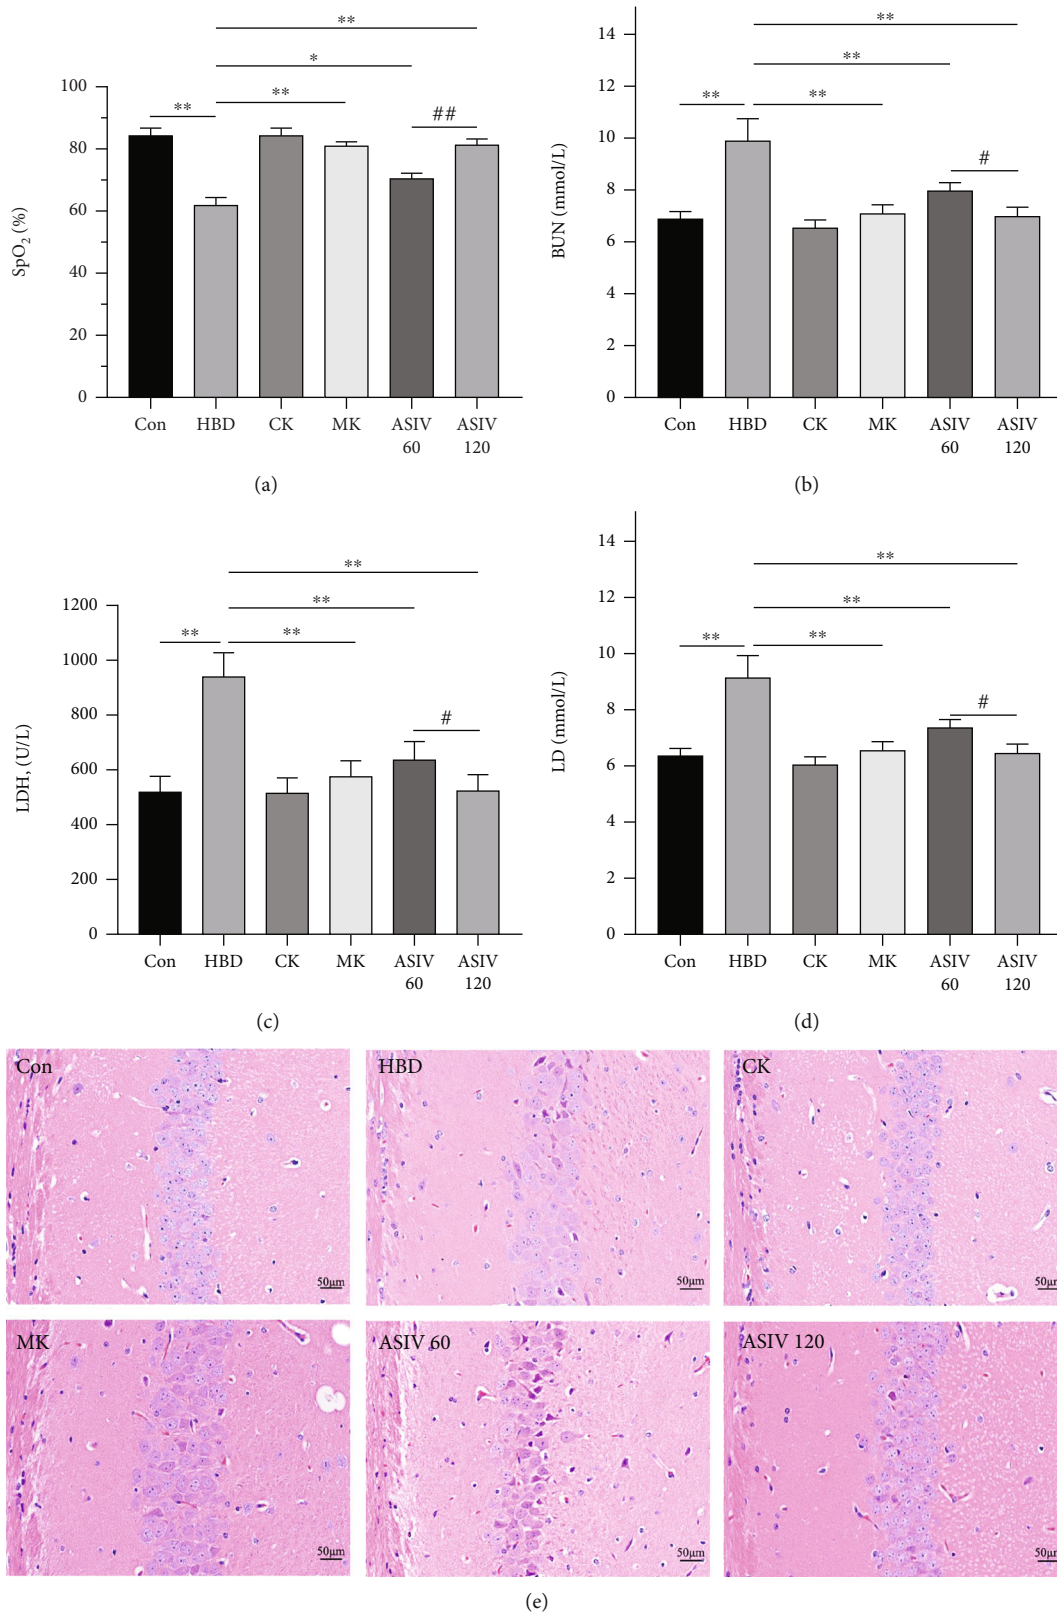 **
*
** ** ##
100
80
60
40
20
0
SpO2 (%)
Con HBD CK MK ASIV 60 ASIV 120
(a)
**
**
** ** #
14
12
10
8
6
4
2
0
BUN (mmol/L)
Con HBD CK MK ASIV 60 ASIV 120
(b)
**
**
** ** #
1200
1000
800
600
400
200
0
LDH, (U/L)
Con HBD CK MK ASIV 60 ASIV 120
(c)
**
**
** ** #
14
12
10
8
6
4
2
0
LD (mmol/L)
Con HBD CK MK ASIV 60 ASIV 120
(d)
Con HBD CK
50μm 50μm 50μm
MK ASIV 60 ASIV 120
50μm 50μm 50μm
(e)